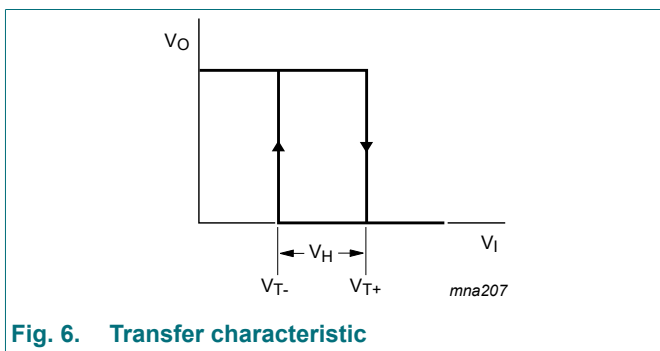 VO
VH
VI
VT-
VT+
mna207
Fig. 6. Transfer characteristic